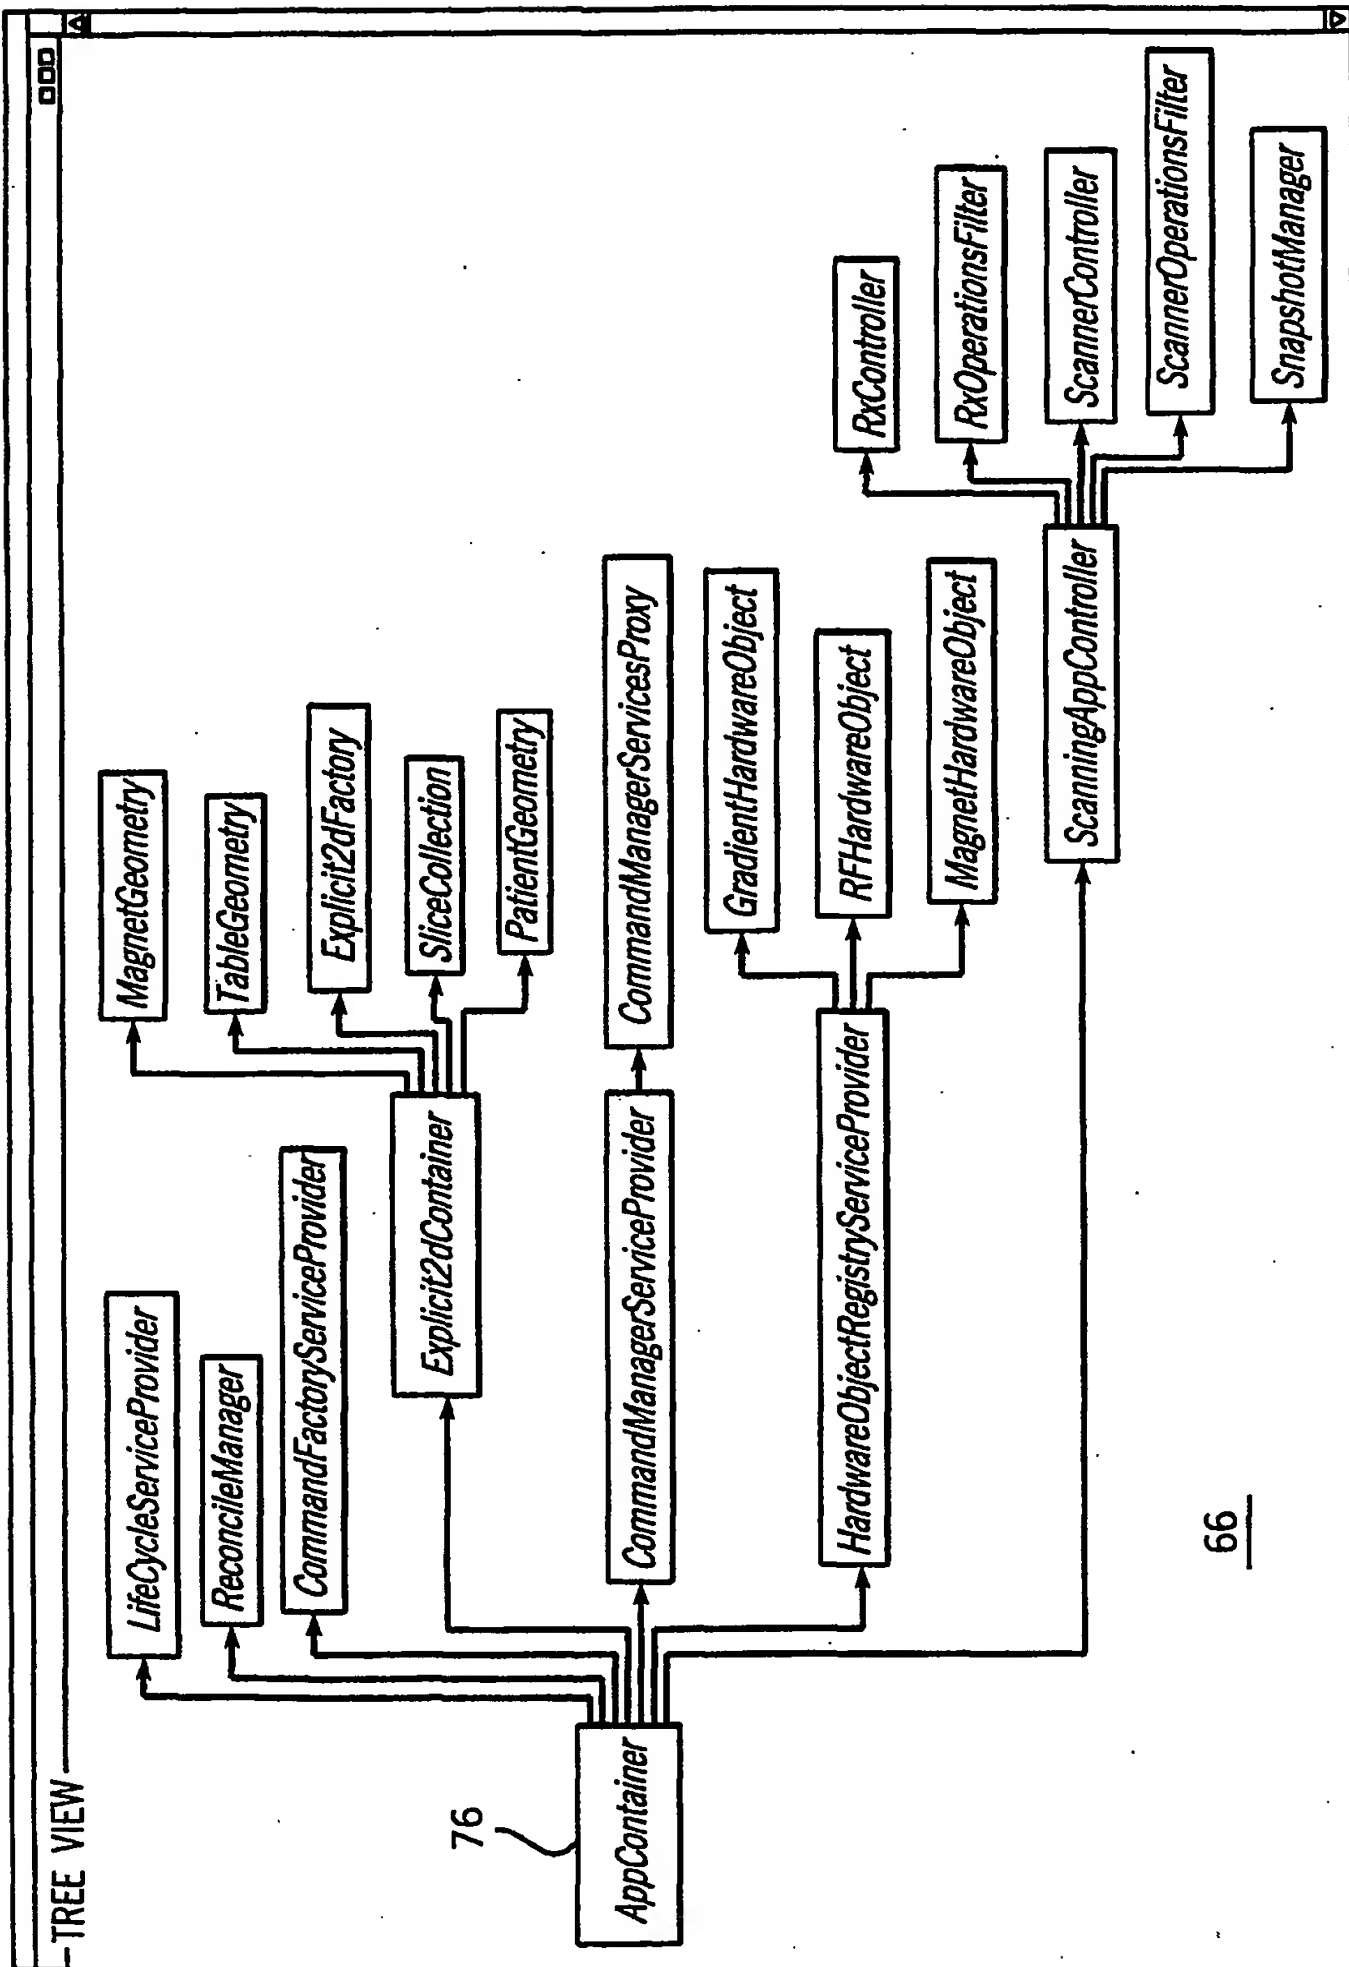 TREE VIEW
LifeCycleServiceProvider
ReconcileManager
CommandFactoryServiceProvider
MagnetGeometry
TableGeometry
Explicit2dFactory
SliceCollection
PatientGeometry
Explicit2dContainer
76
AppContainer
CommandManagerServiceProvider
CommandManagerServicesProxy
GradientHardwareObject
RFHardwareObject
MagnetHardwareObject
HardwareObjectRegistryServiceProvider
RxController
RxOperationsFilter
ScannerController
ScannerOperationsFilter
SnapshotManager
ScanningAppController
66